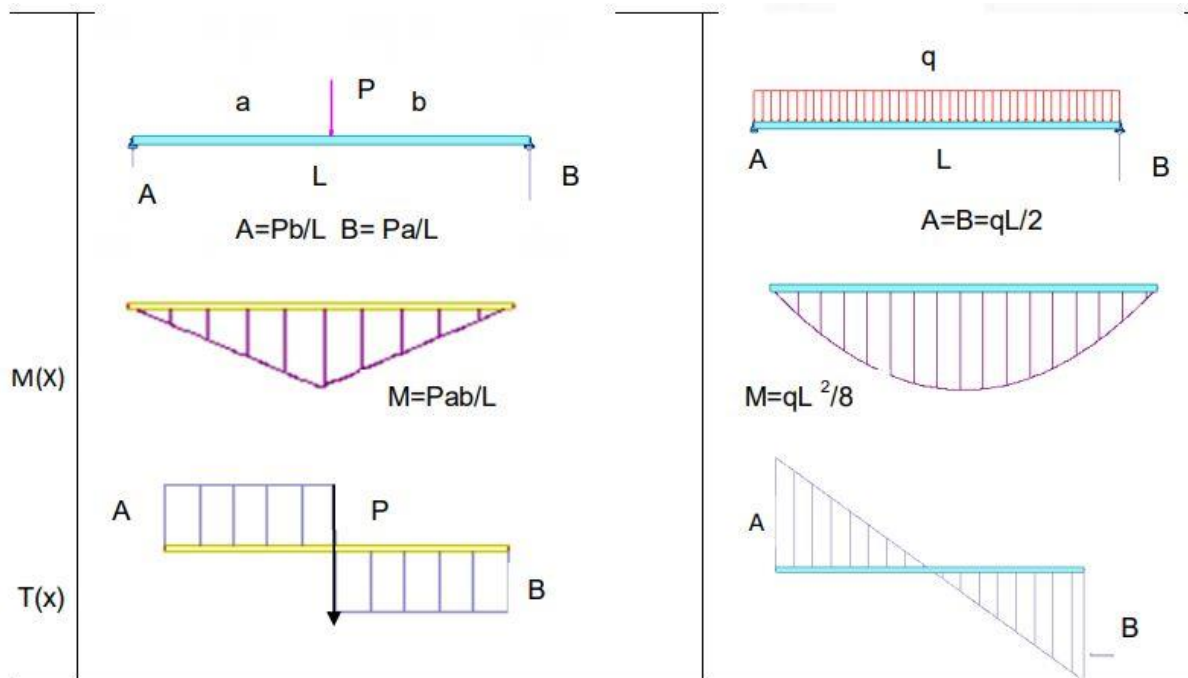 P
a b
A L B
A=Pb/L B= Pa/L
M(X)
M=Pab/L
A P
B
T(x)
q
A L B
A=B=qL/2
M=qL ²/8
A
B